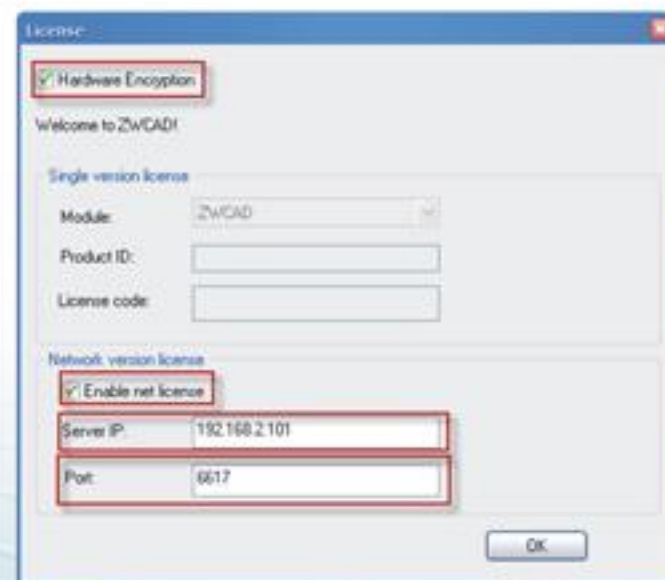 License
Hardware Encryption
Welcome to ZWCAD!
Single version license
Module: ZWCAD
Product ID:
License code:
Network version license
Enable net license
Server IP: 192.168.2.101
Port: 6617
OK